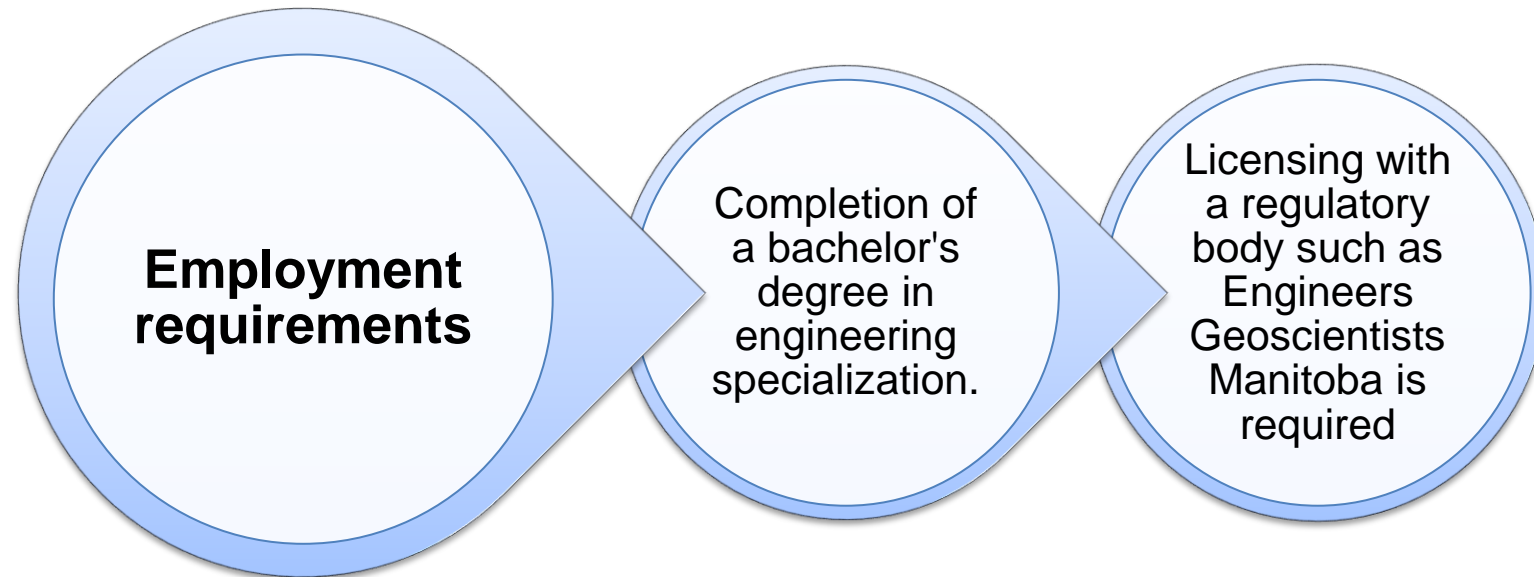 Employment
requirements
Completion of
a bachelor's
degree in
engineering
specialization.
Licensing with
a regulatory
body such as
Engineers
Geoscientists
Manitoba is
required